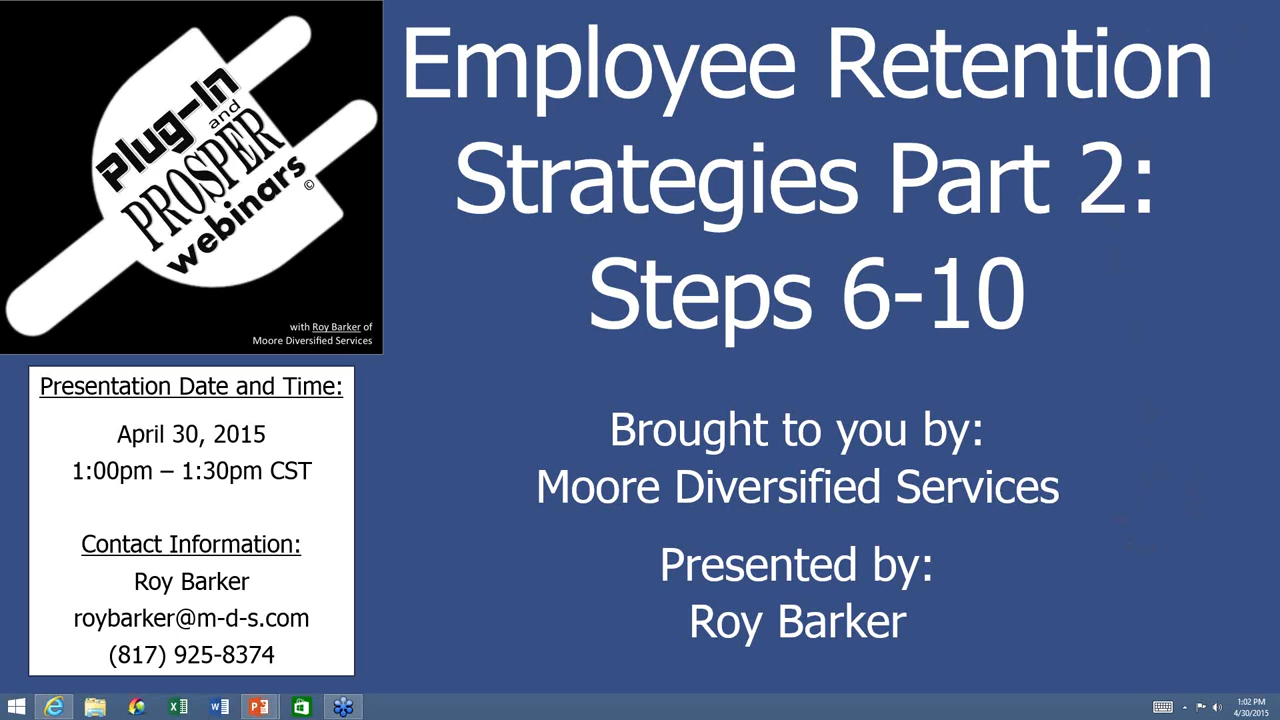 Plug-In
and
PROSPER
webinars
©
with Roy Barker of
Moore Diversified Services
Employee Retention
Strategies Part 2:
Steps 6-10
Brought to you by:
Moore Diversified Services
Presented by:
Roy Barker
Presentation Date and Time:
April 30, 2015
1:00pm – 1:30pm CST
Contact Information:
Roy Barker
roybarker@m-d-s.com
(817) 925-8374
1:02 PM
4/30/2015